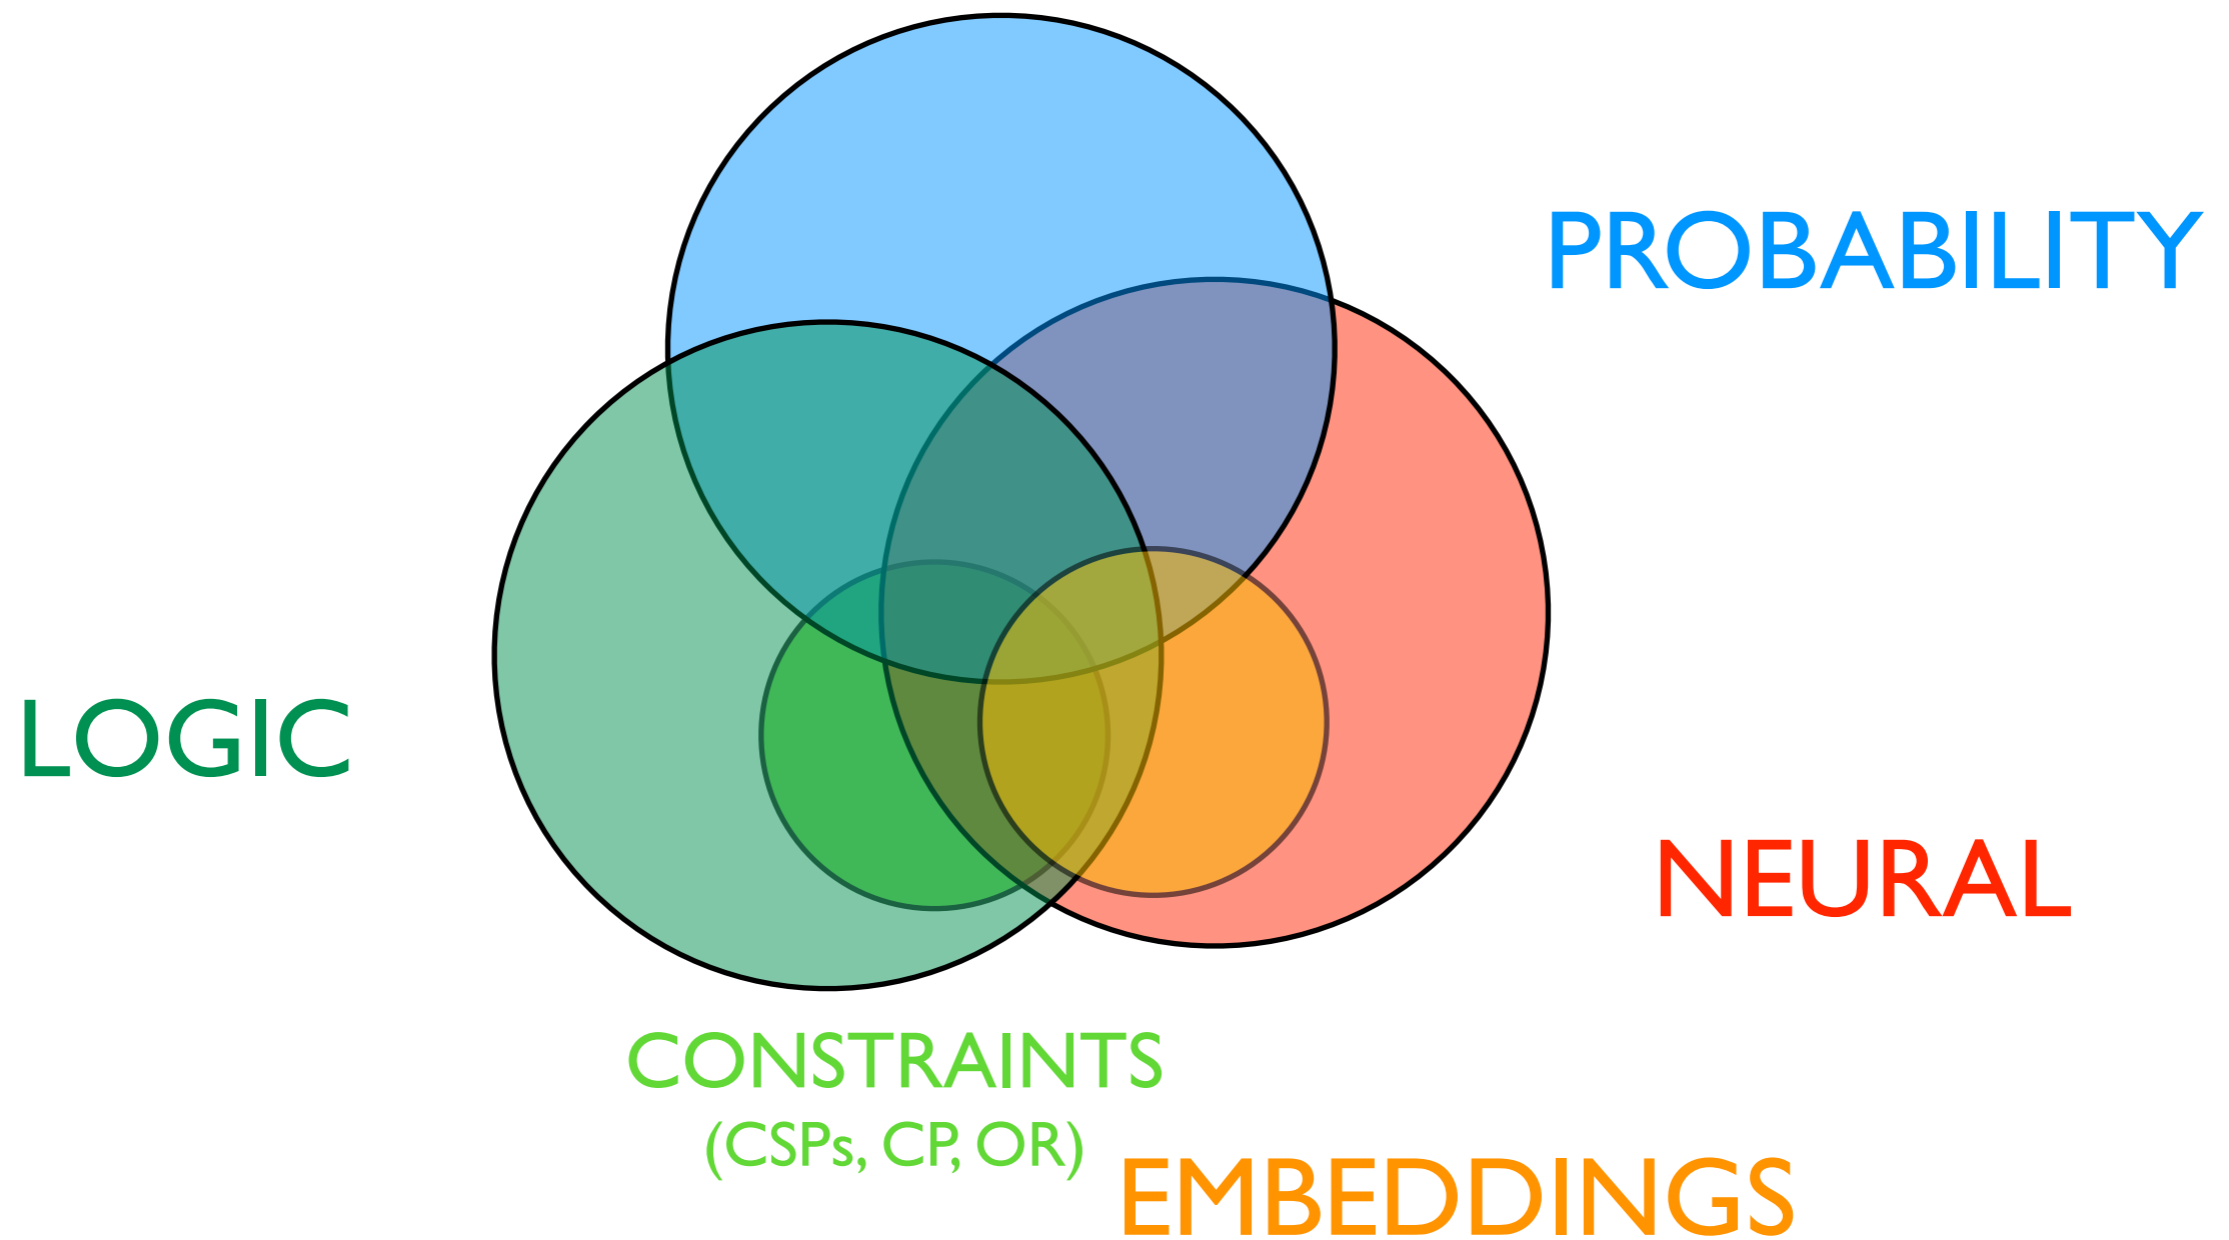 PROBABILITY
LOGIC
NEURAL
CONSTRAINTS
(CSPs, CP, OR)
EMBEDDINGS